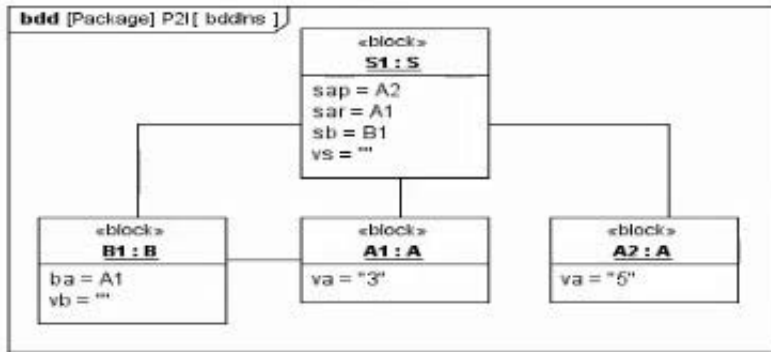 bdd [Package] P2I[ bddIns ]
«block»
S1 : S
sap = A2
sar = A1
sb = B1
vs = ""
«block»
B1 : B
ba = A1
vb = ""
«block»
A1 : A
va = "3"
«block»
A2 : A
va = "5"